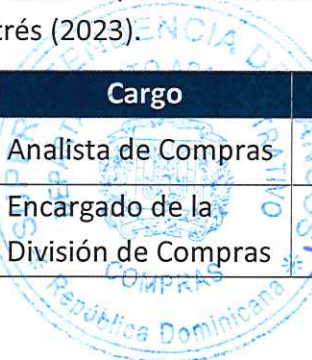 trés (2023).
Cargo
Analista de Compras
Encargado de la
División de Compras
COMPRAS
República Dominicana